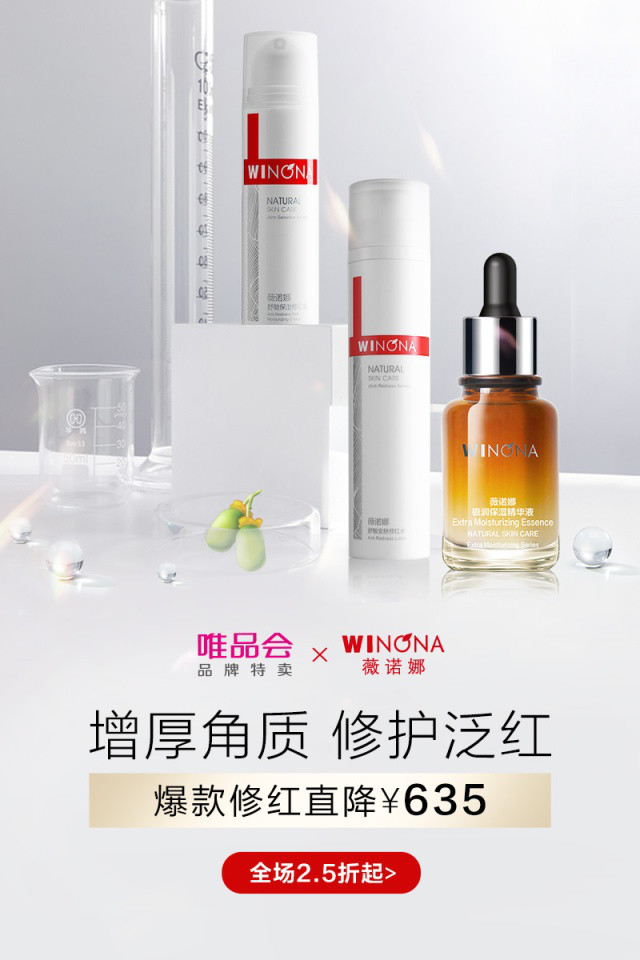 WINONA
NATURAL
SKIN CARE
薇诺娜
WINONA
NATURAL
SKIN CARE
薇诺娜
WINONA
薇诺娜
极润保湿精华液
Extra Moisturizing Essence
NATURAL SKIN CARE
Extra Moisturizing Series
唯品会
品牌特卖
×
WINONA
薇诺娜
增厚角质 修护泛红
爆款修红直降¥635
全场2.5折起>